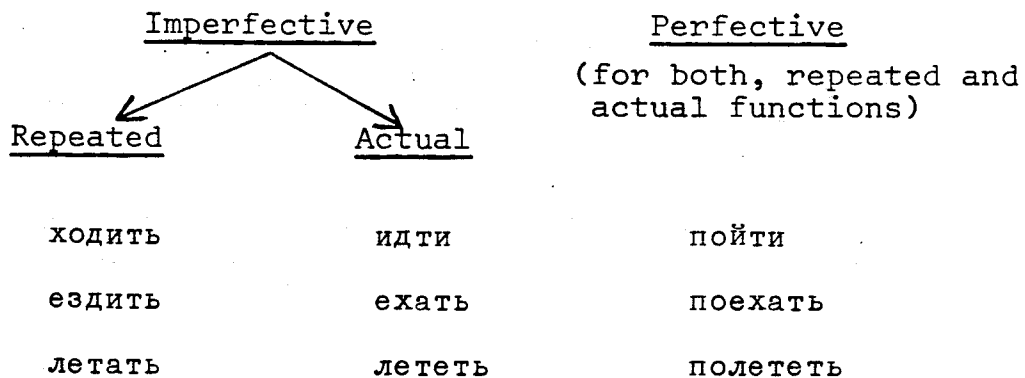 Imperfective Perfective
(for both, repeated and
actual functions)
Repeated Actual
ходить идти пойти
ездить ехать поехать
летать лететь полететь